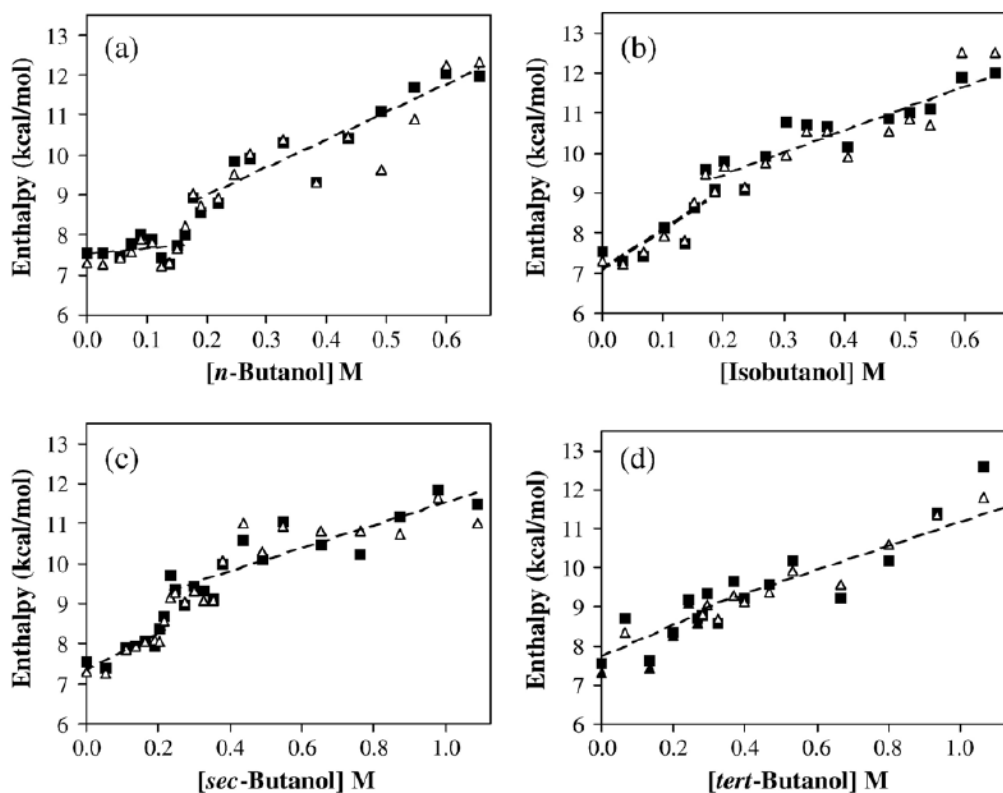 (a)
Enthalpy (kcal/mol)
13
12
11
10
9
8
7
6
0.0 0.1 0.2 0.3 0.4 0.5 0.6
[n-Butanol] M
(b)
Enthalpy (kcal/mol)
13
12
11
10
9
8
7
6
0.0 0.1 0.2 0.3 0.4 0.5 0.6
[Isobutanol] M
(c)
Enthalpy (kcal/mol)
13
12
11
10
9
8
7
6
0.0 0.2 0.4 0.6 0.8 1.0
[sec-Butanol] M
(d)
Enthalpy (kcal/mol)
13
12
11
10
9
8
7
6
0.0 0.2 0.4 0.6 0.8 1.0
[tert-Butanol] M